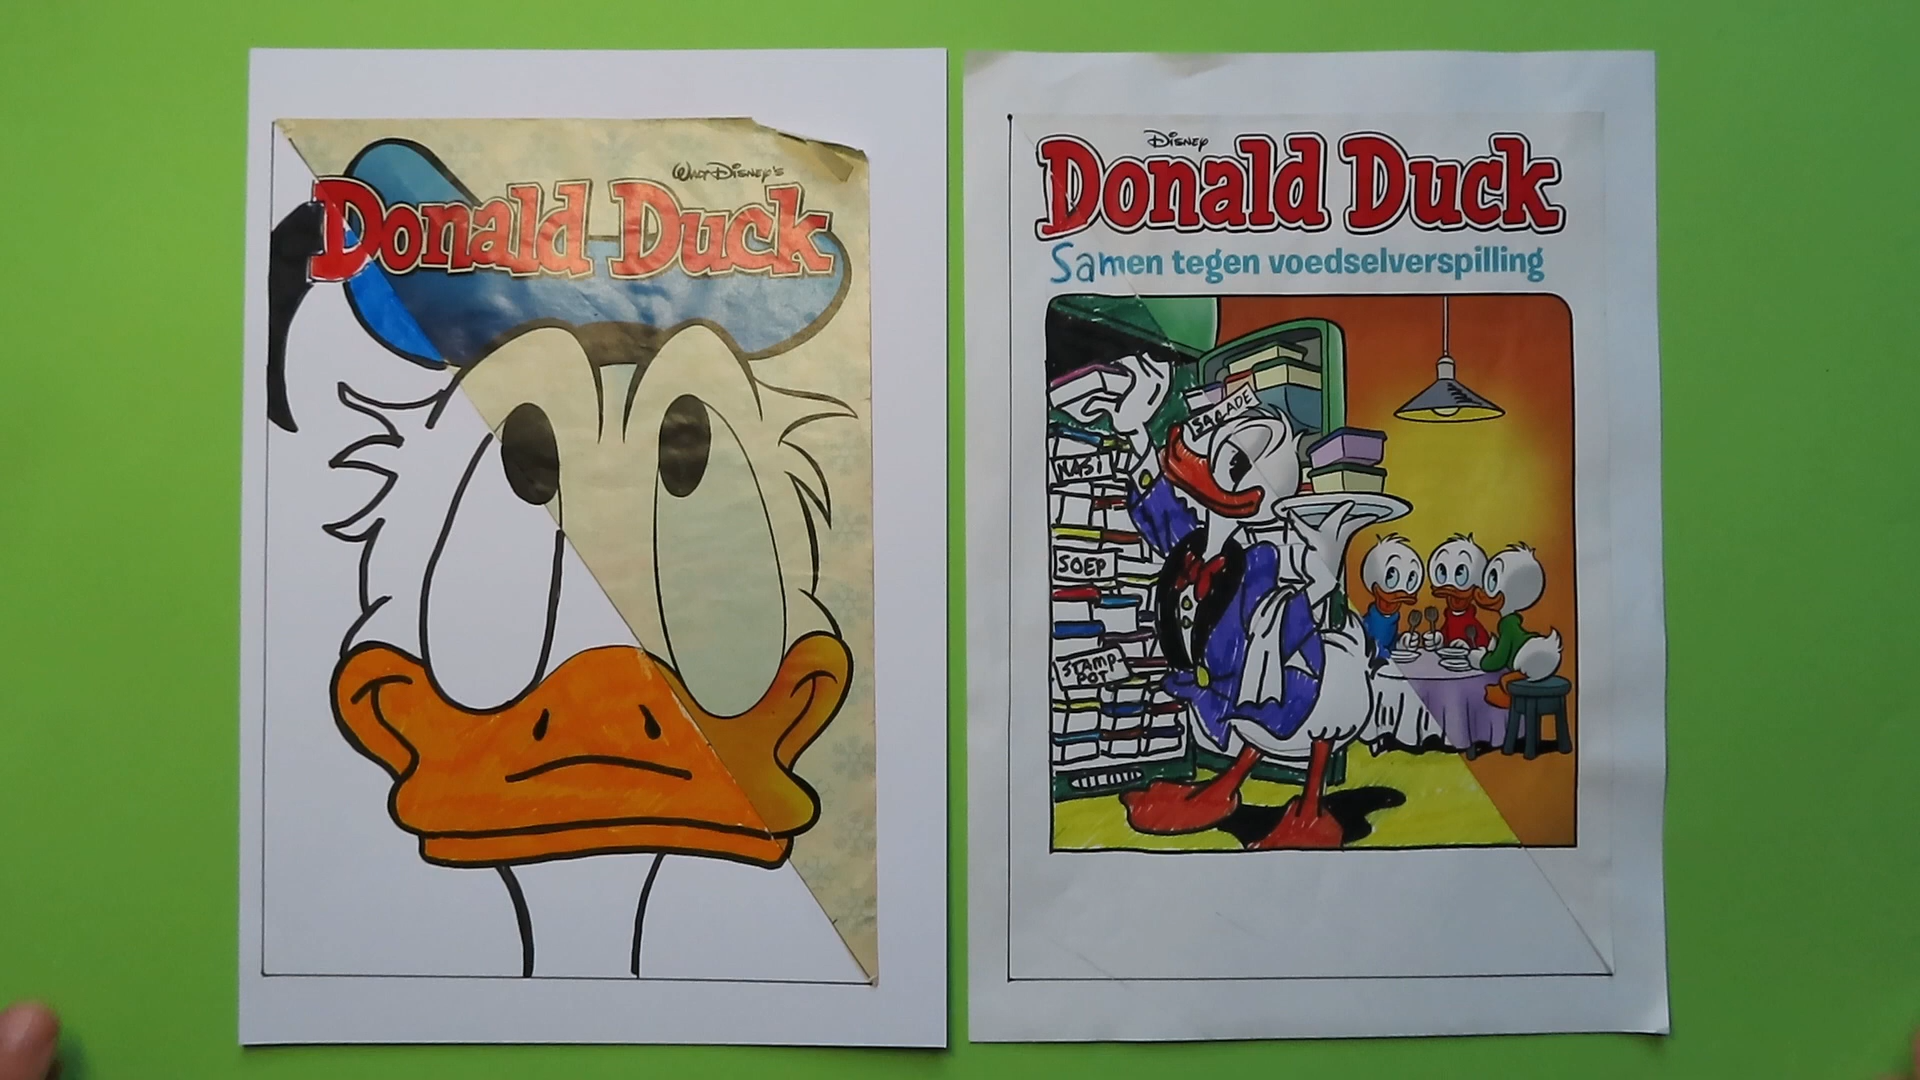 Walt Disney's
Donald Duck
Disney
Donald Duck
Samen tegen voedselverspilling
SALADE
NASI
SOEP
STAMP-
POT